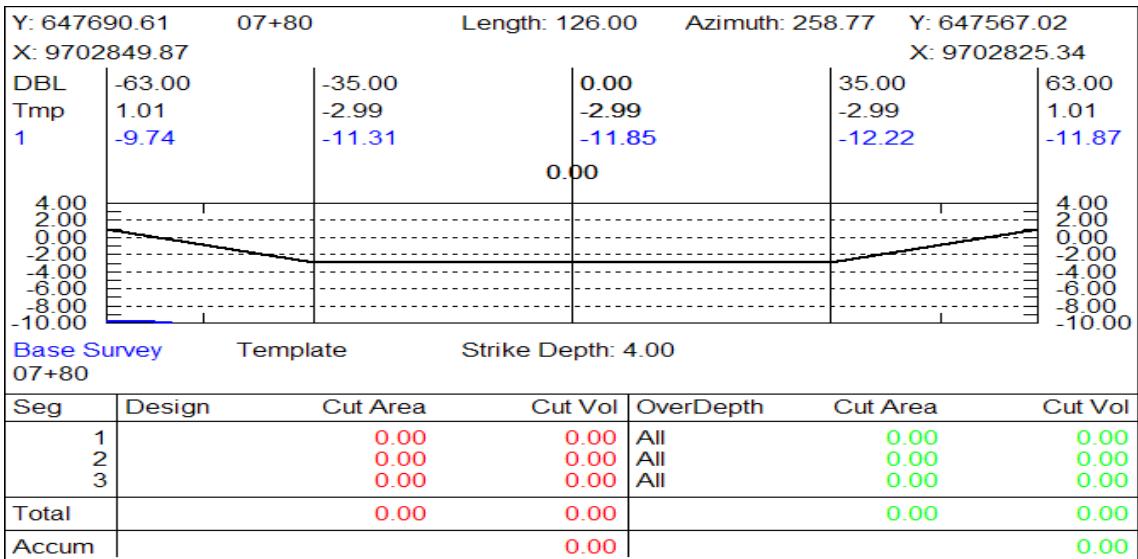 Y: 647690.61 07+80 Length: 126.00 Azimuth: 258.77 Y: 647567.02
X: 9702849.87 X: 9702825.34
DBL -63.00 -35.00 0.00 35.00 63.00
Tmp 1.01 -2.99 -2.99 -2.99 1.01
1 -9.74 -11.31 -11.85 -12.22 -11.87
0.00
4.00 4.00
2.00 2.00
0.00 0.00
-2.00 -2.00
-4.00 -4.00
-6.00 -6.00
-8.00 -8.00
-10.00 -10.00
Base Survey Template Strike Depth: 4.00
07+80
Seg Design Cut Area Cut Vol OverDepth Cut Area Cut Vol
1 0.00 0.00 All 0.00 0.00
2 0.00 0.00 All 0.00 0.00
3 0.00 0.00 All 0.00 0.00
Total 0.00 0.00 0.00 0.00
Accum 0.00 0.00